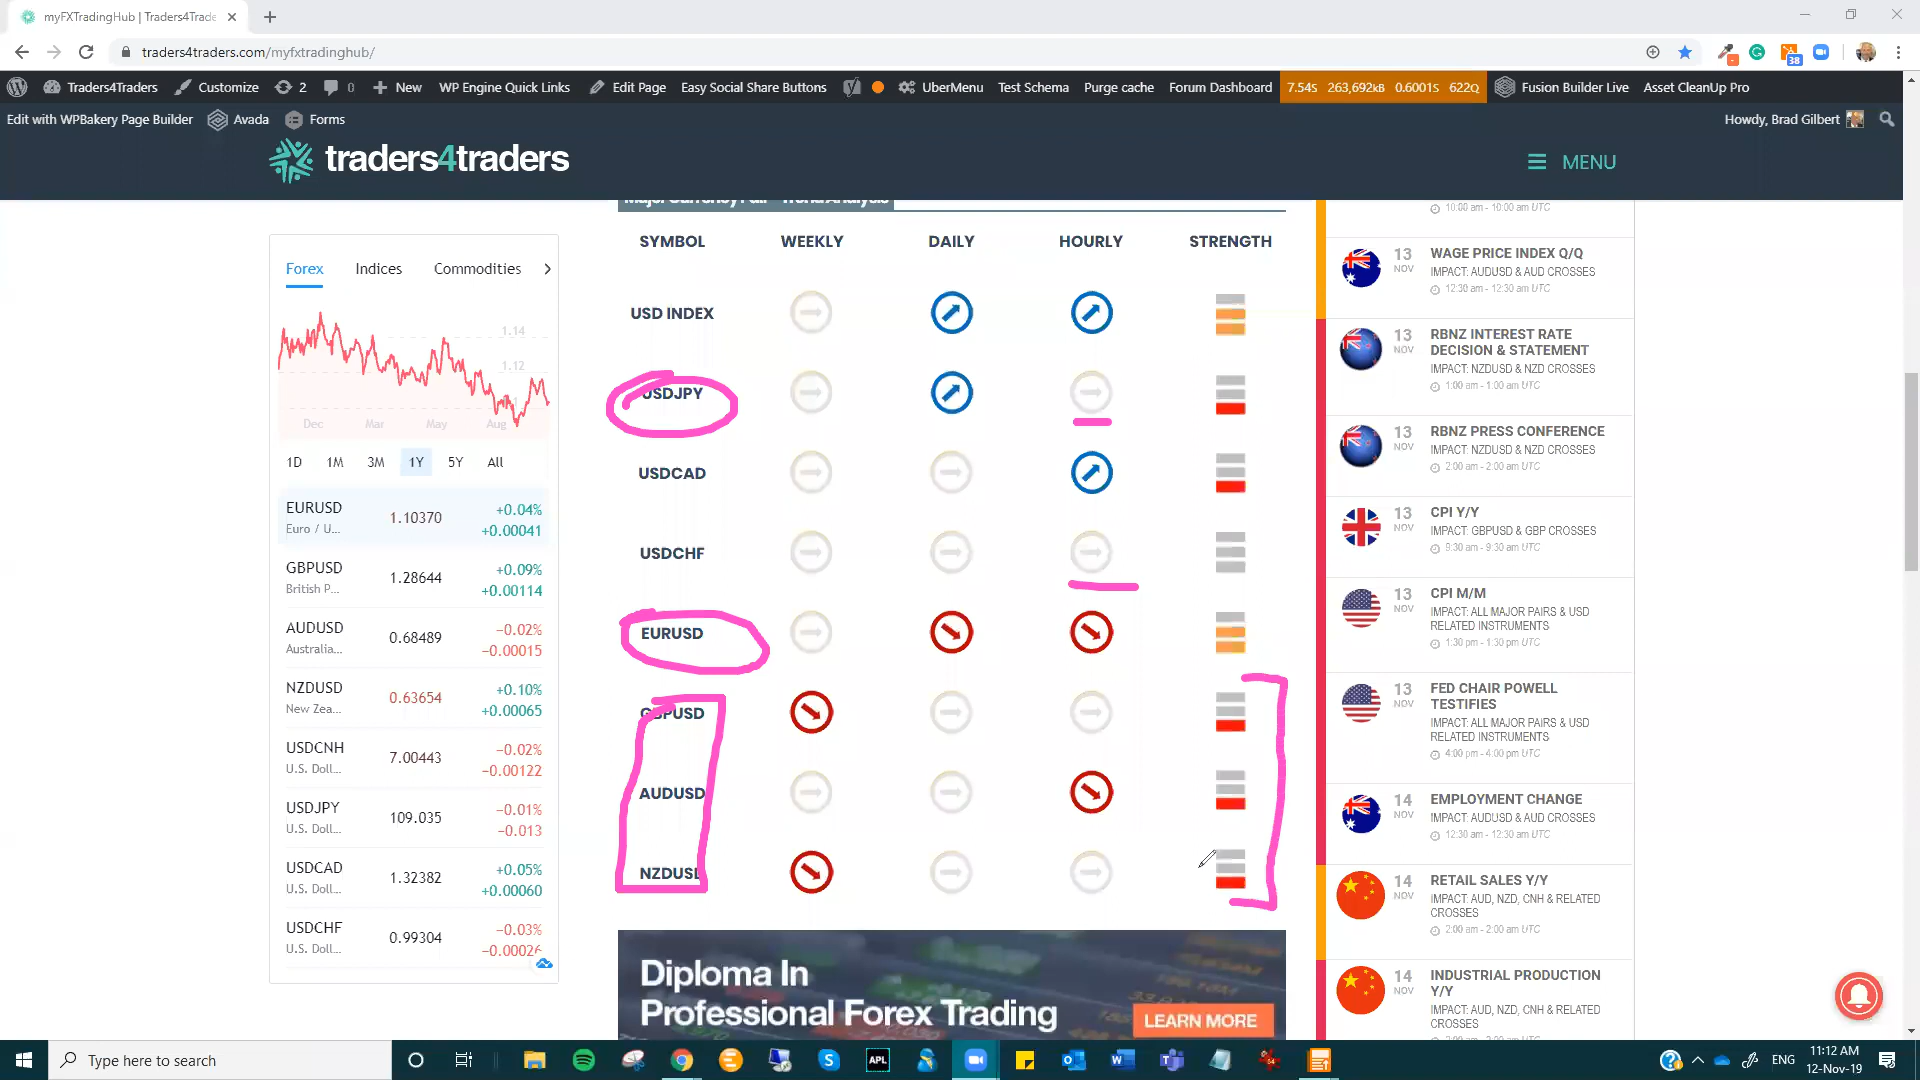 myFXTradingHub | Traders4Trade
traders4traders.com/myfxtradinghub/
38
Traders4Traders
Customize
2
0
New
WP Engine Quick Links
Edit Page
Easy Social Share Buttons
UberMenu
Test Schema
Purge cache
Forum Dashboard
7.54S 263,692KB 0.6001S 622Q
Fusion Builder Live
Asset CleanUp Pro
Edit with WPBakery Page Builder
Avada
Forms
Howdy, Brad Gilbert
traders4traders
MENU
Forex Indices Commodities
1.14
1.12
Dec Mar May Aug
1D 1M 3M 1Y 5Y All
EURUSD 1.10370 +0.04%
Euro / U... +0.00041
GBPUSD 1.28644 +0.09%
British P... +0.00114
AUDUSD 0.68489 −0.02%
Australia... −0.00015
NZDUSD 0.63654 +0.10%
New Zea... +0.00065
USDCNH 7.00443 −0.02%
U.S. Doll... −0.00122
USDJPY 109.035 −0.01%
U.S. Doll... −0.013
USDCAD 1.32382 +0.05%
U.S. Doll... +0.00060
USDCHF 0.99304 −0.03%
U.S. Doll... −0.00026
SYMBOL WEEKLY DAILY HOURLY STRENGTH
USD INDEX
USDJPY
USDCAD
USDCHF
EURUSD
GBPUSD
AUDUSD
NZDUSD
Diploma In
Professional Forex Trading
LEARN MORE
10:00 am - 10:00 am UTC
13 NOV
WAGE PRICE INDEX Q/Q
IMPACT: AUDUSD & AUD CROSSES
12:30 am - 12:30 am UTC
13 NOV
RBNZ INTEREST RATE
DECISION & STATEMENT
IMPACT: NZDUSD & NZD CROSSES
1:00 am - 1:00 am UTC
13 NOV
RBNZ PRESS CONFERENCE
IMPACT: NZDUSD & NZD CROSSES
2:00 am - 2:00 am UTC
13 NOV
CPI Y/Y
IMPACT: GBPUSD & GBP CROSSES
9:30 am - 9:30 am UTC
13 NOV
CPI M/M
IMPACT: ALL MAJOR PAIRS & USD
RELATED INSTRUMENTS
1:30 pm - 1:30 pm UTC
13 NOV
FED CHAIR POWELL
TESTIFIES
IMPACT: ALL MAJOR PAIRS & USD
RELATED INSTRUMENTS
4:00 pm - 4:00 pm UTC
14 NOV
EMPLOYMENT CHANGE
IMPACT: AUDUSD & AUD CROSSES
12:30 am - 12:30 am UTC
14 NOV
RETAIL SALES Y/Y
IMPACT: AUD, NZD, CNH & RELATED
CROSSES
2:00 am - 2:00 am UTC
14 NOV
INDUSTRIAL PRODUCTION
Y/Y
IMPACT: AUD, NZD, CNH & RELATED
CROSSES
Type here to search
APL
ENG
11:12 AM
12-Nov-19